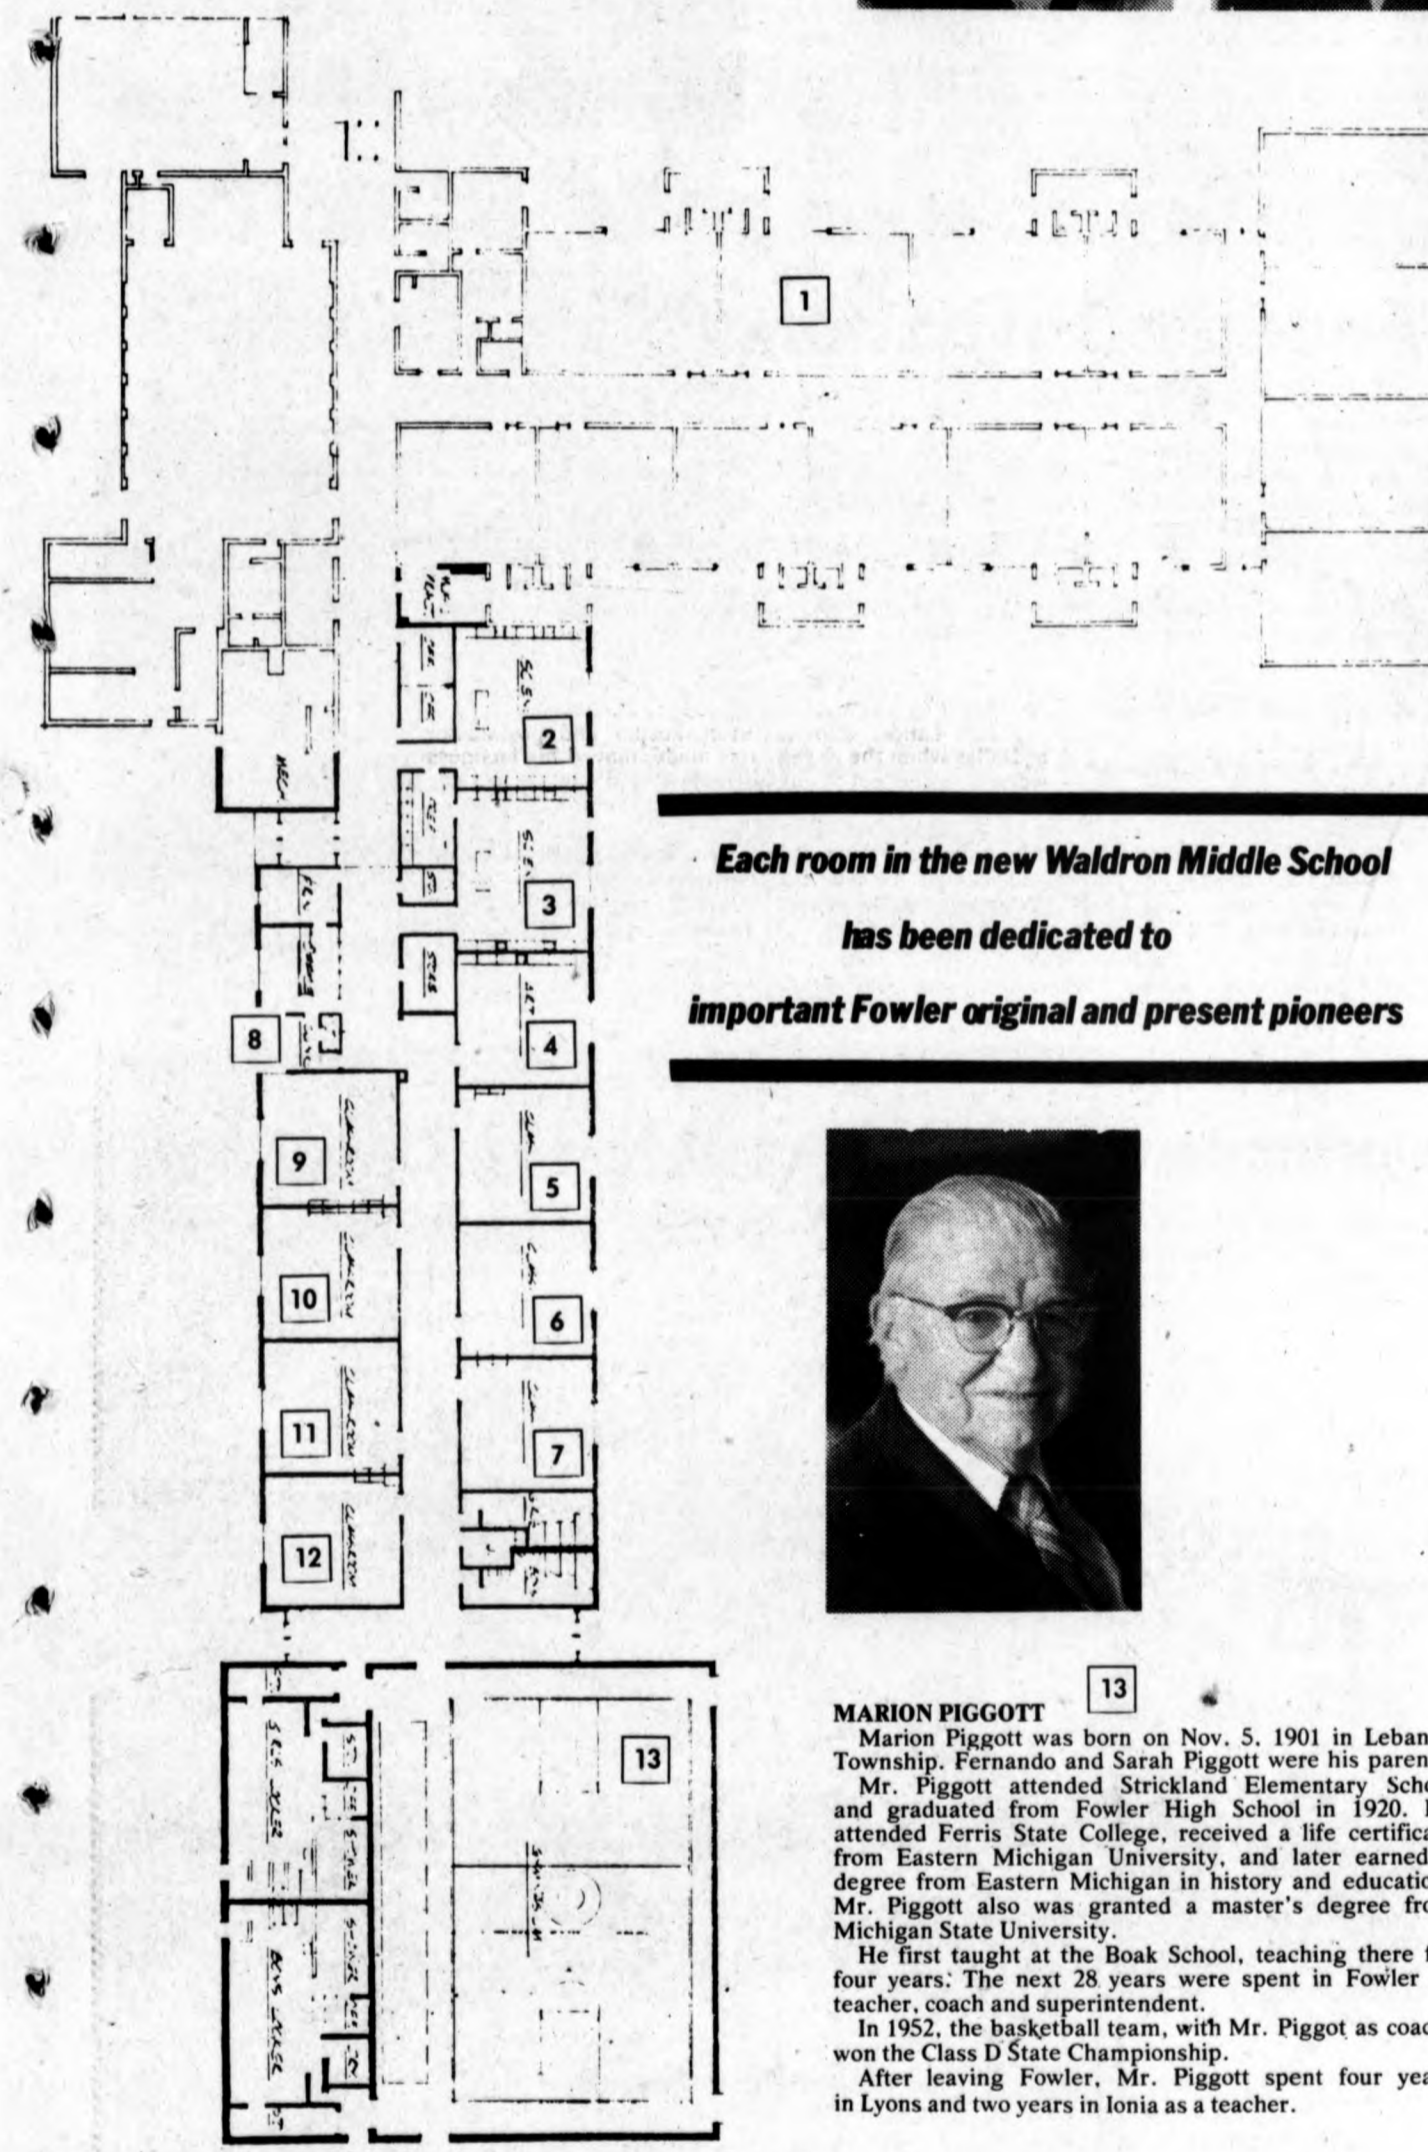 1
2
3
4
5
6
7
8
9
10
11
12
13
MECH
CLASSROOM
CLASSROOM
CLASSROOM
CLASSROOM
Each room in the new Waldron Middle School
has been dedicated to
important Fowler original and present pioneers
13
MARION PIGGOTT
Marion Piggott was born on Nov. 5, 1901 in Leban
Township. Fernando and Sarah Piggott were his paren
Mr. Piggott attended Strickland Elementary Scho
and graduated from Fowler High School in 1920.
attended Ferris State College, received a life certifica
from Eastern Michigan University, and later earned
degree from Eastern Michigan in history and educatio
Mr. Piggott also was granted a master's degree fro
Michigan State University.
He first taught at the Boak School, teaching there
four years. The next 28 years were spent in Fowler
teacher, coach and superintendent.
In 1952, the basketball team, with Mr. Piggot as coac
won the Class D State Championship.
After leaving Fowler, Mr. Piggott spent four yea
in Lyons and two years in Ionia as a teacher.